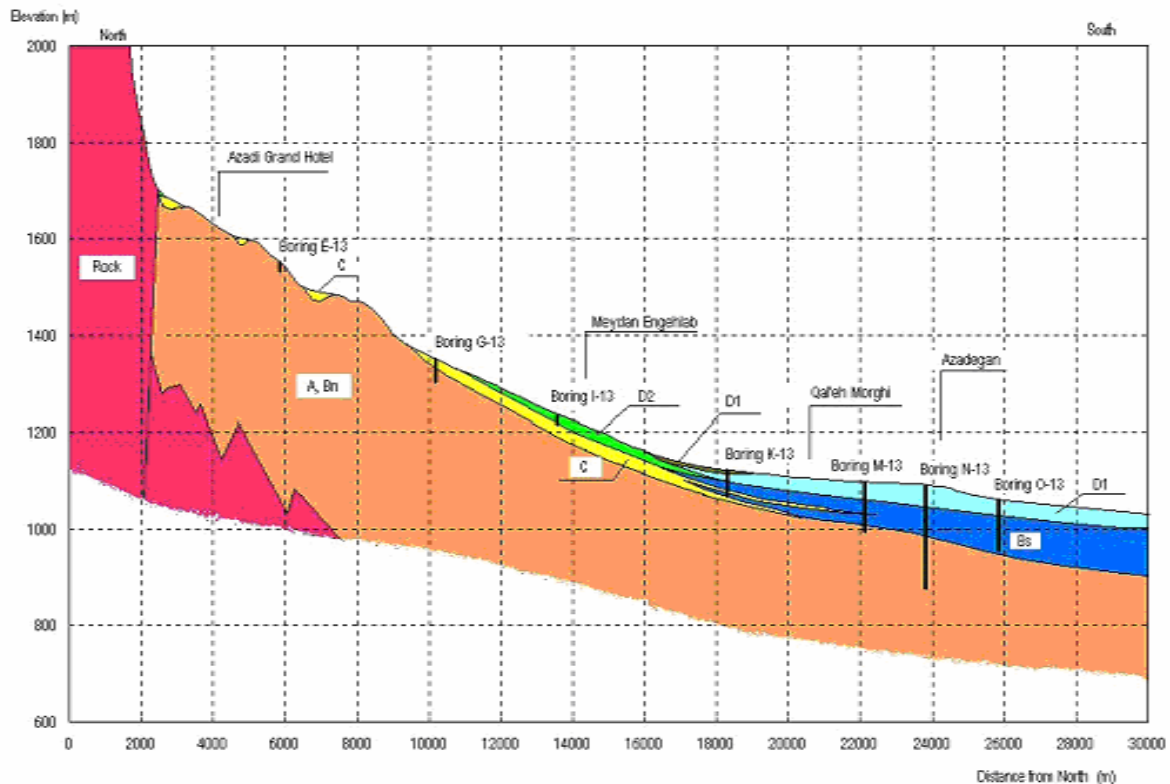 Elevation (m)
North
South
2000
1800
1600
1400
1200
1000
800
600
Azadi Grand Hotel
Boring E-13
C
Rock
Meydan Engehlab
Boring G-13
A, Bn
Azadegan
Qal'eh Morghi
Boring I-13
D2
D1
Boring K-13
Boring M-13
Boring N-13
Boring O-13
D1
C
Bs
0
2000
4000
6000
8000
10000
12000
14000
16000
18000
20000
22000
24000
26000
28000
30000
Distance from North (m)